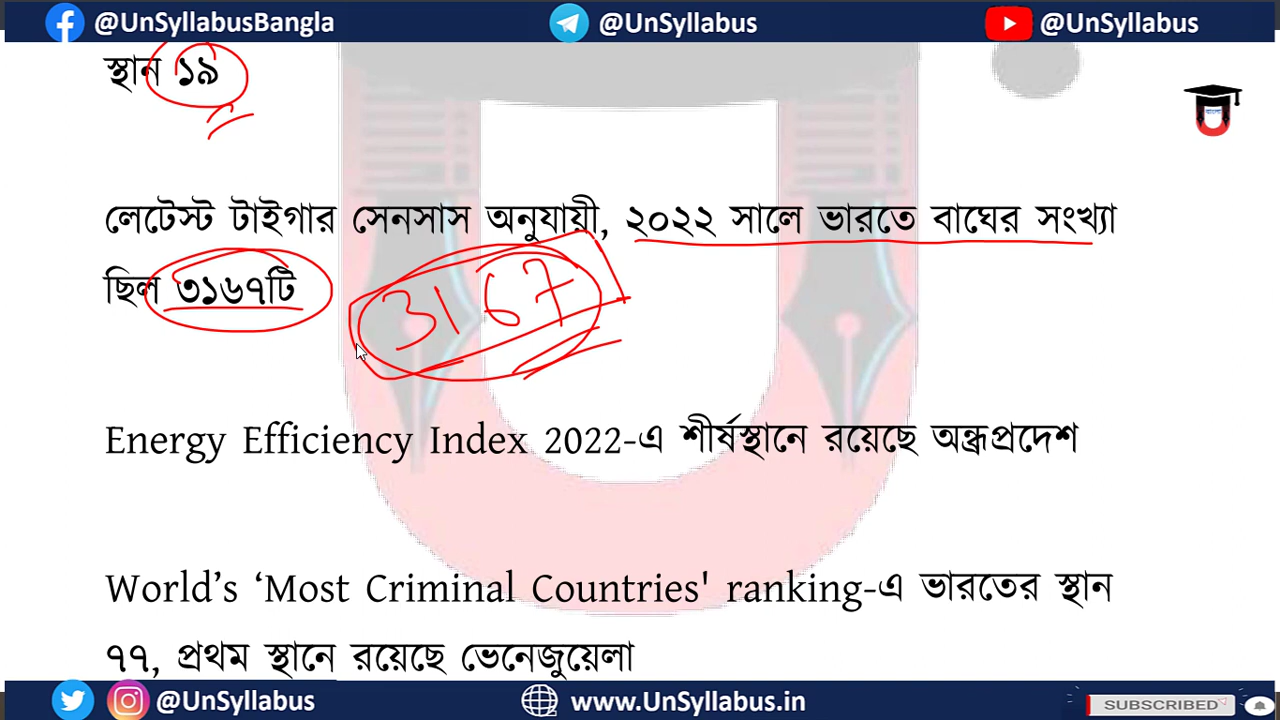 @UnSyllabusBangla @UnSyllabus @UnSyllabus
স্থান ১৯
লেটেস্ট টাইগার সেনসাস অনুযায়ী, ২০২২ সালে ভারতে বাঘের সংখ্যা
ছিল ৩১৬৭টি 3167
Energy Efficiency Index 2022-এ শীর্ষস্থানে রয়েছে অন্ধ্রপ্রদেশ
World’s ‘Most Criminal Countries' ranking-এ ভারতের স্থান
৭৭, প্রথম স্থানে রয়েছে ভেনেজুয়েলা
@UnSyllabus www.UnSyllabus.in SUBSCRIBED